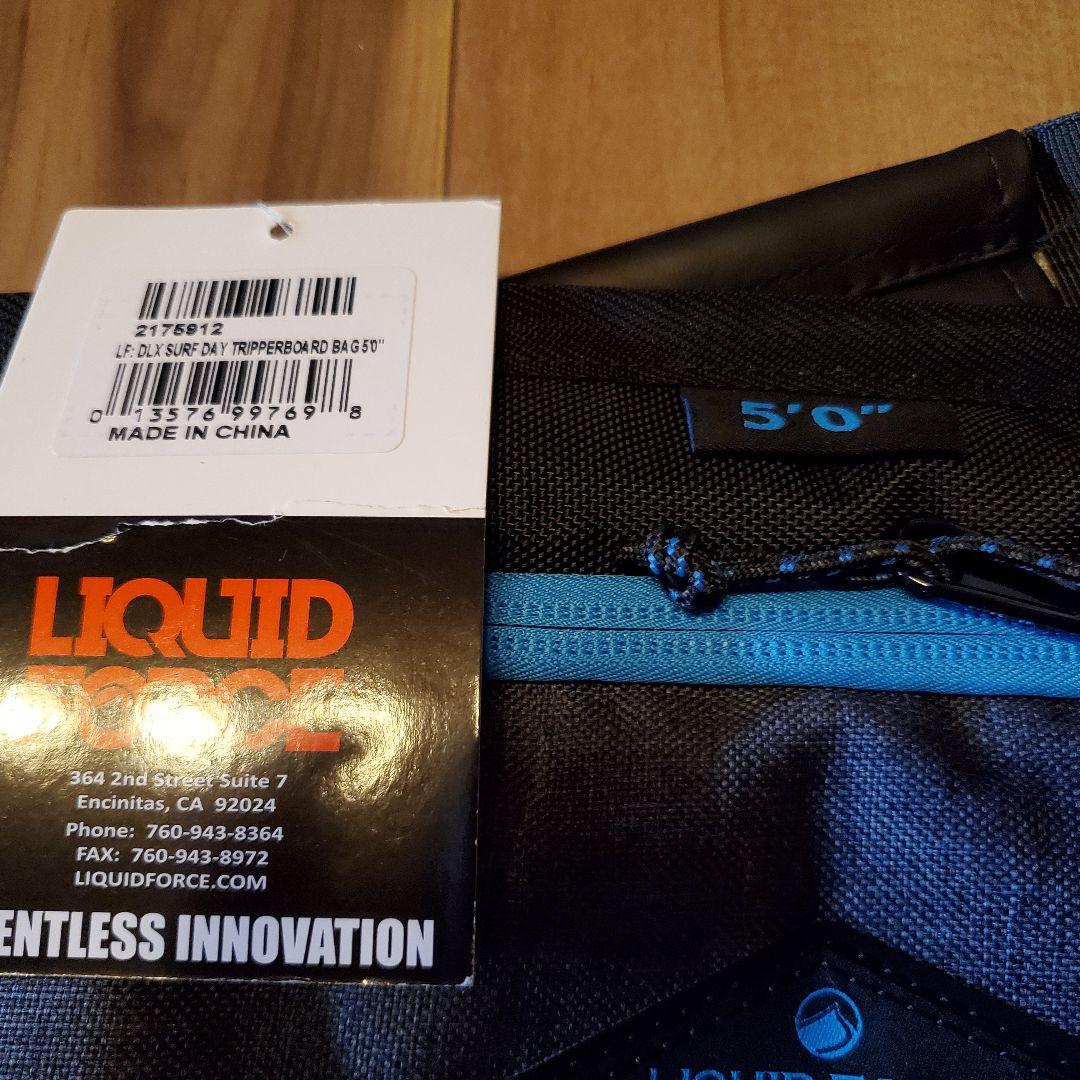 2175912
LF: DLX SURF DAY TRIPPERBOARD BAG 5'0"
0 13576 99769 8
MADE IN CHINA
5'0"
LIQUID
FORCE
364 2nd Street Suite 7
Encinitas, CA 92024
Phone: 760-943-8364
FAX: 760-943-8972
LIQUIDFORCE.COM
ENTLESS INNOVATION
LIQUID